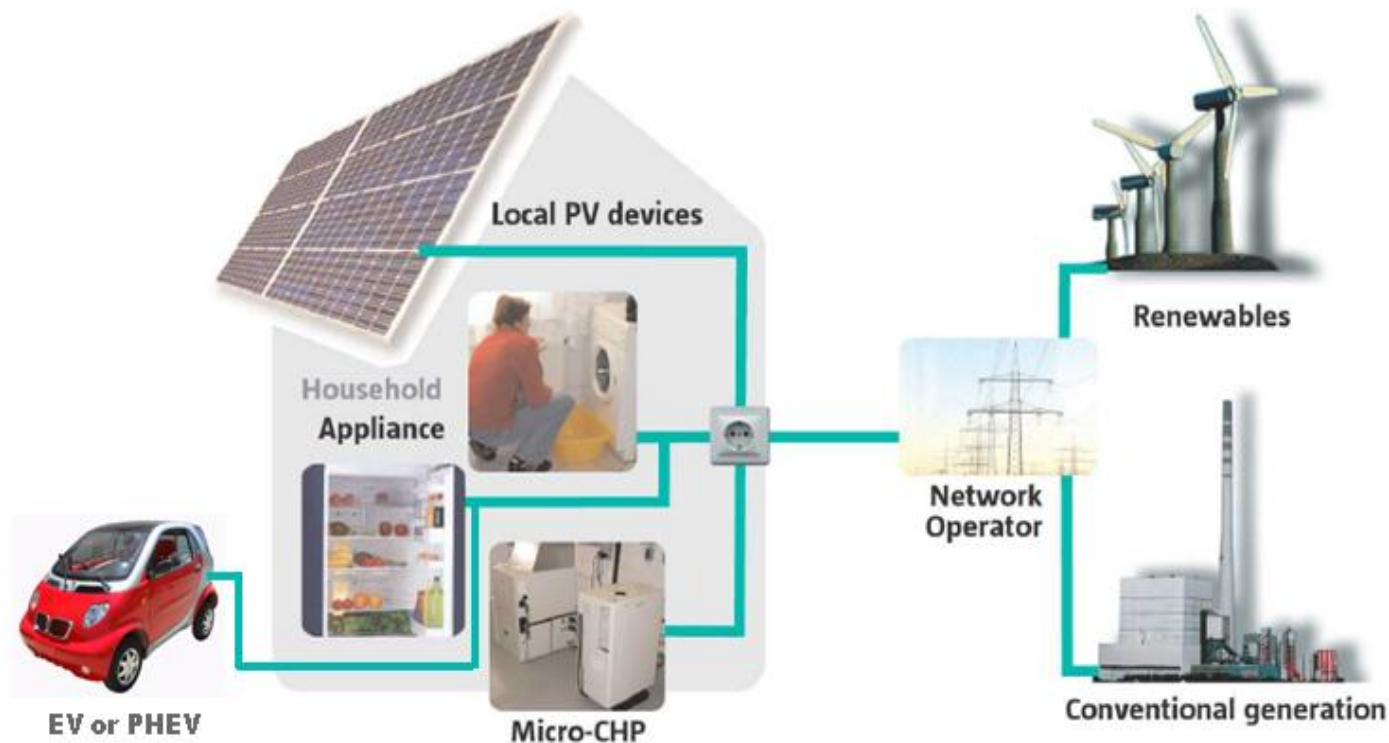 Local PV devices
Renewables
Household
Appliance
Network
Operator
EV or PHEV
Micro-CHP
Conventional generation